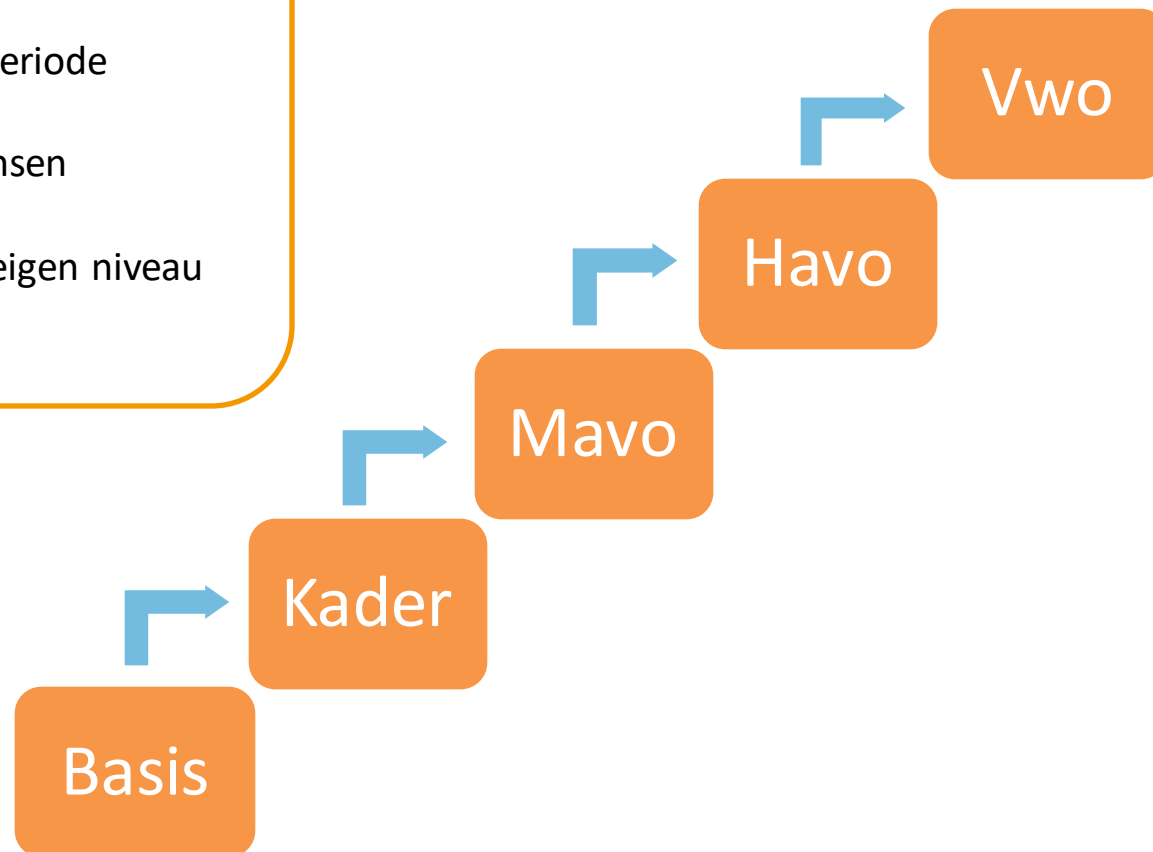 eriode
nsen
eigen niveau
Vwo
Havo
Mavo
Kader
Basis